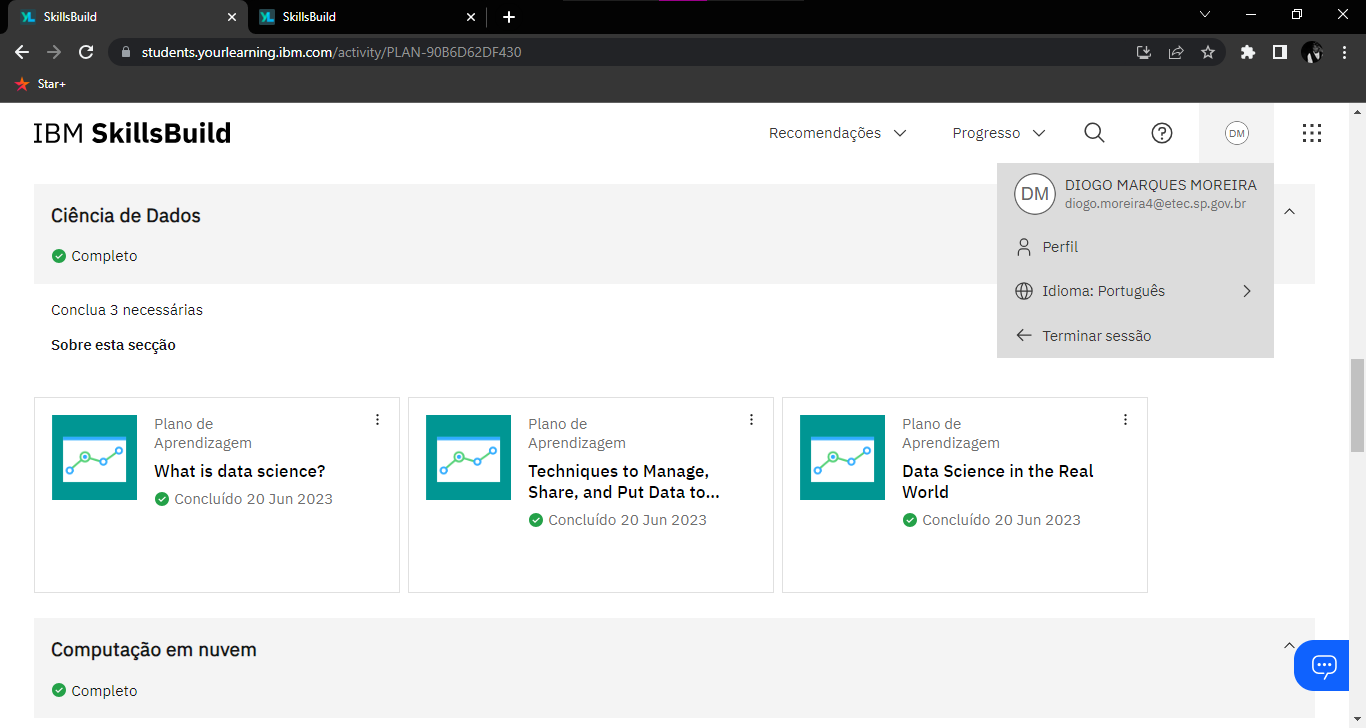 SkillsBuild
SkillsBuild
students.yourlearning.ibm.com/activity/PLAN-90B6D62DF430
Star+
IBM SkillsBuild
Recomendações
Progresso
DM
DM
DIOGO MARQUES MOREIRA
diogo.moreira4@etec.sp.gov.br
Perfil
Idioma: Português
Terminar sessão
Ciência de Dados
Completo
Conclua 3 necessárias
Sobre esta secção
Plano de
Aprendizagem
What is data science?
Concluído 20 Jun 2023
Plano de
Aprendizagem
Techniques to Manage,
Share, and Put Data to...
Concluído 20 Jun 2023
Plano de
Aprendizagem
Data Science in the Real
World
Concluído 20 Jun 2023
Computação em nuvem
Completo